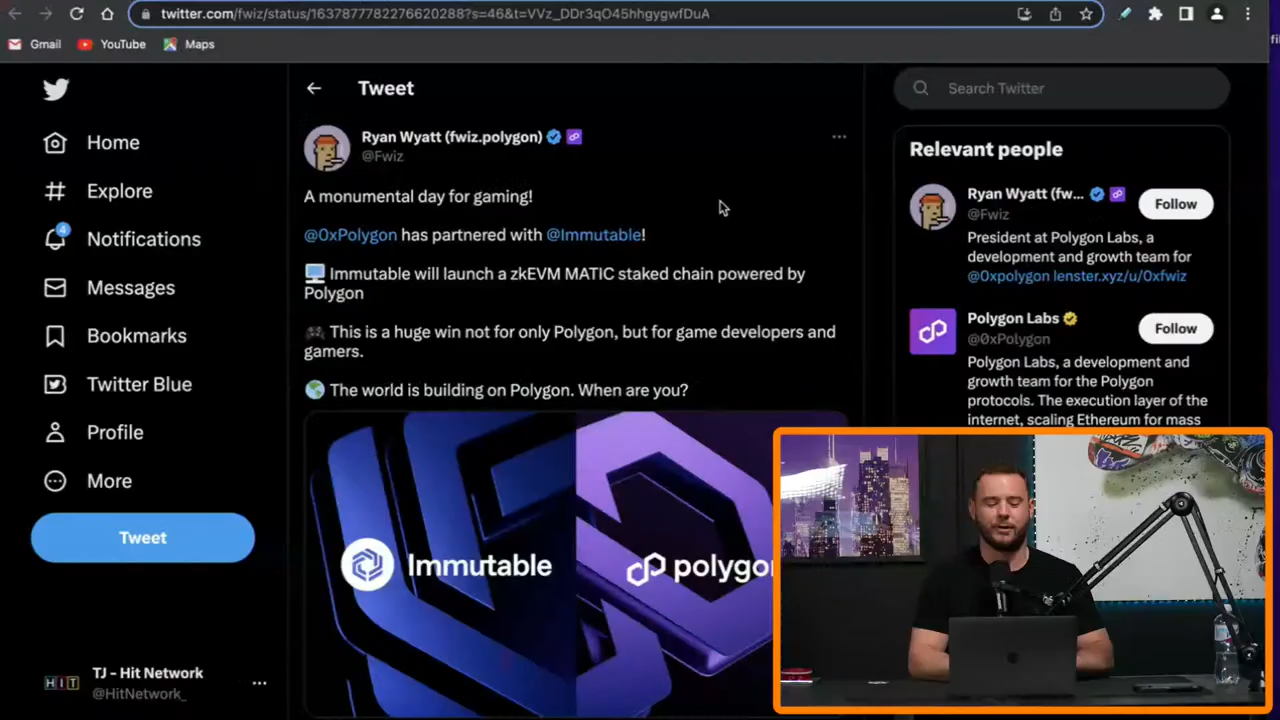 twitter.com/fwiz/status/1637877782276620288?s=46&t=VVz_DDr3qO45hhgygwfDuA
Gmail
YouTube
Maps
Home
Explore
4
Notifications
Messages
Bookmarks
Twitter Blue
Profile
More
Tweet
HIT
TJ - Hit Network
@HitNetwork_
Tweet
Ryan Wyatt (fwiz.polygon)
@Fwiz
A monumental day for gaming!
@0xPolygon has partnered with @Immutable!
Immutable will launch a zkEVM MATIC staked chain powered by
Polygon
This is a huge win not for only Polygon, but for game developers and
gamers.
The world is building on Polygon. When are you?
Immutable
polygo
Search Twitter
Relevant people
Ryan Wyatt (fw...
Follow
@Fwiz
President at Polygon Labs, a
development and growth team for
@0xpolygon lenster.xyz/u/0xfwiz
Polygon Labs
Follow
@0xPolygon
Polygon Labs, a development and
growth team for the Polygon
protocols. The execution layer of the
internet, scaling Ethereum for mass